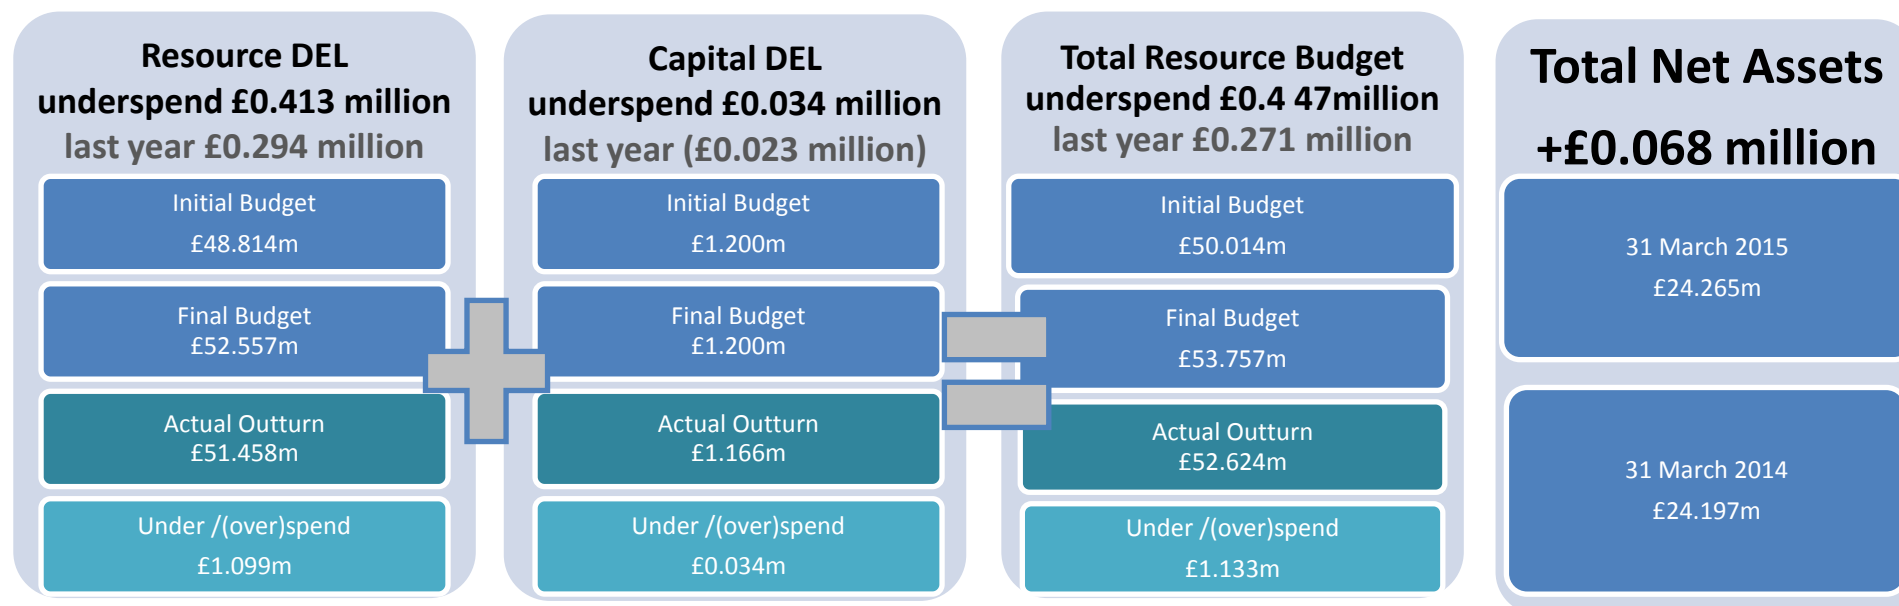 Resource DEL
underspend £0.413 million
last year £0.294 million
Initial Budget
£48.814m
Final Budget
£52.557m
Actual Outturn
£51.458m
Under /(over)spend
£1.099m
Capital DEL
underspend £0.034 million
last year (£0.023 million)
Initial Budget
£1.200m
Final Budget
£1.200m
Actual Outturn
£1.166m
Under /(over)spend
£0.034m
Total Resource Budget
underspend £0.4 47million
last year £0.271 million
Initial Budget
£50.014m
Final Budget
£53.757m
Actual Outturn
£52.624m
Under /(over)spend
£1.133m
Total Net Assets
+£0.068 million
31 March 2015
£24.265m
31 March 2014
£24.197m